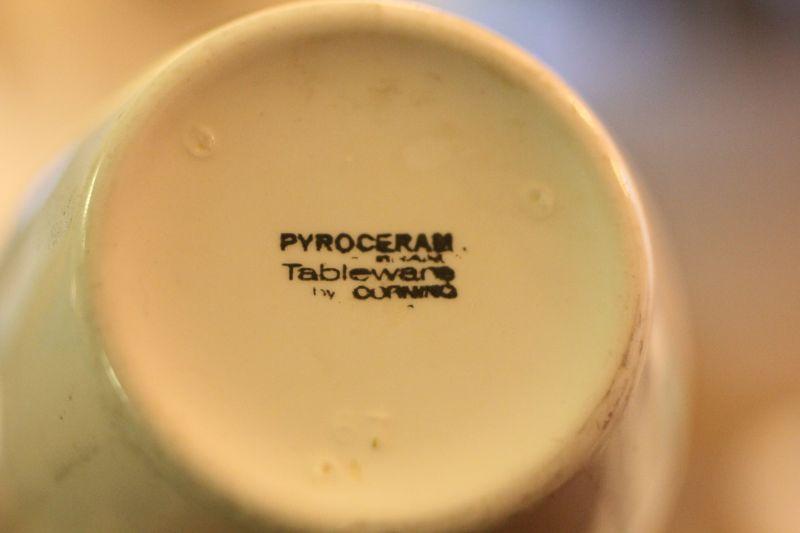 PYROCERAM
Tableware
by CORNING